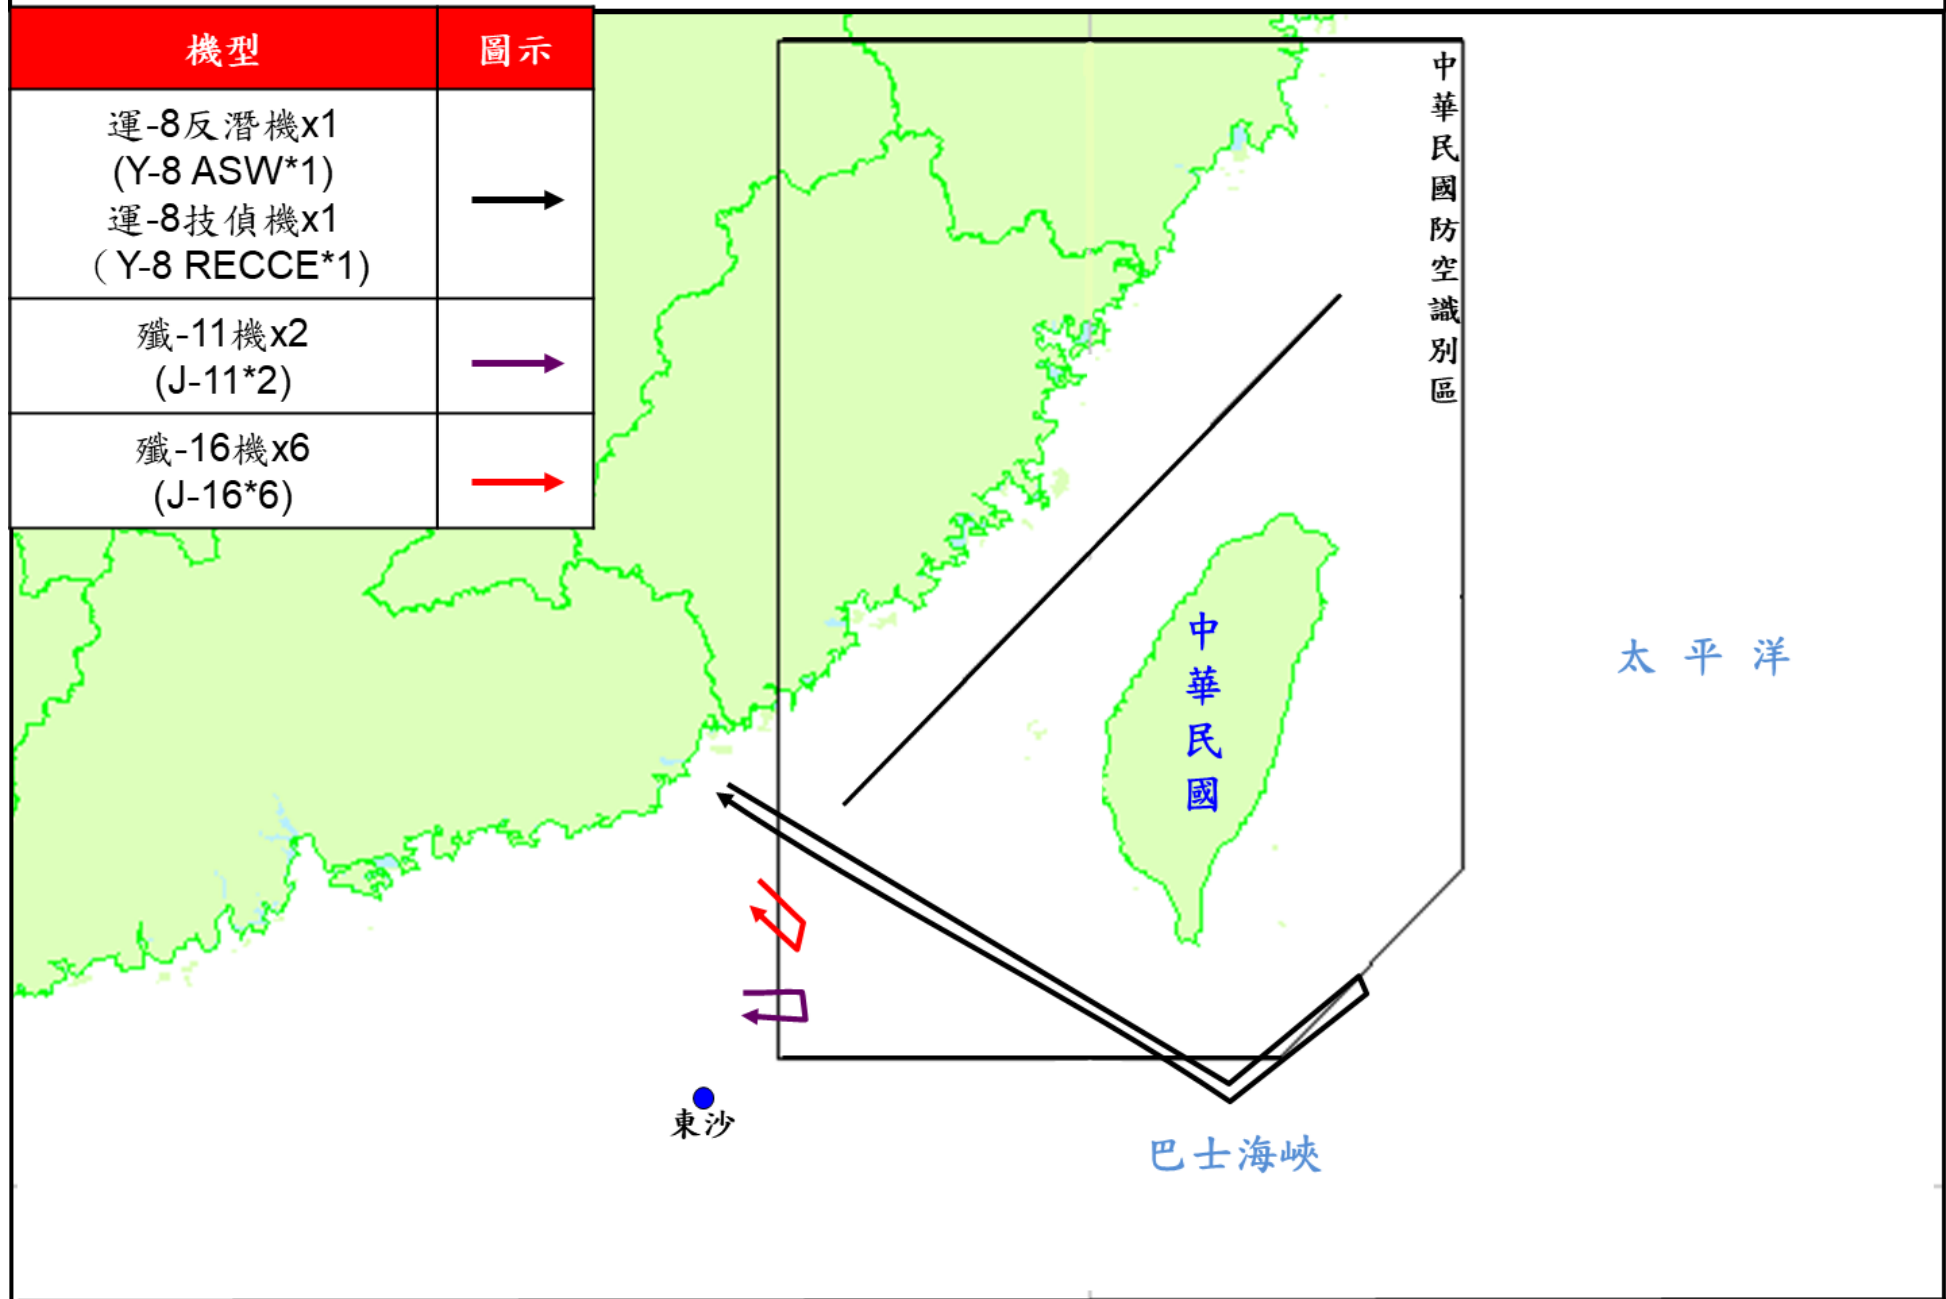 機型
圖示
運-8反潛機x1
(Y-8 ASW*1)
運-8技偵機x1
（Y-8 RECCE*1)
殲-11機x2
(J-11*2)
殲-16機x6
(J-16*6)
中華民國防空識別區
中華民國
太平洋
東沙
巴士海峽